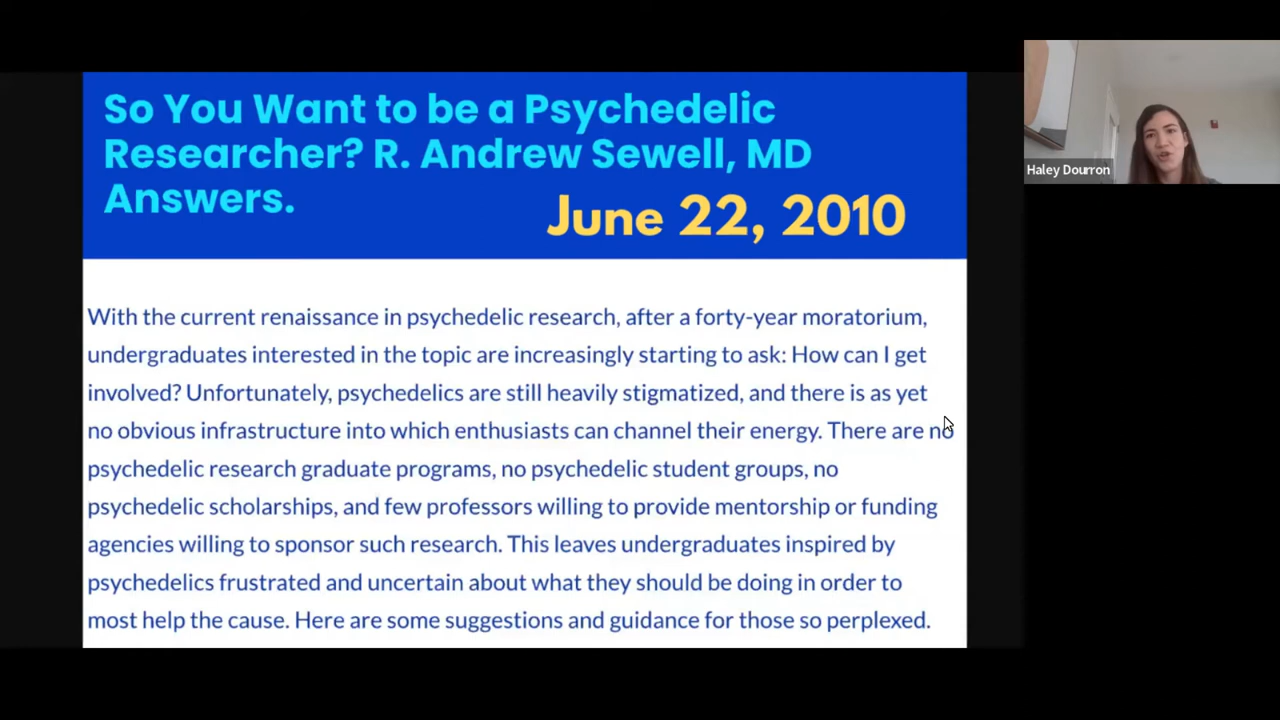 So You Want to be a Psychedelic
Researcher? R. Andrew Sewell, MD
Answers.
June 22, 2010
With the current renaissance in psychedelic research, after a forty-year moratorium,
undergraduates interested in the topic are increasingly starting to ask: How can I get
involved? Unfortunately, psychedelics are still heavily stigmatized, and there is as yet
no obvious infrastructure into which enthusiasts can channel their energy. There are no
psychedelic research graduate programs, no psychedelic student groups, no
psychedelic scholarships, and few professors willing to provide mentorship or funding
agencies willing to sponsor such research. This leaves undergraduates inspired by
psychedelics frustrated and uncertain about what they should be doing in order to
most help the cause. Here are some suggestions and guidance for those so perplexed.
Haley Dourron